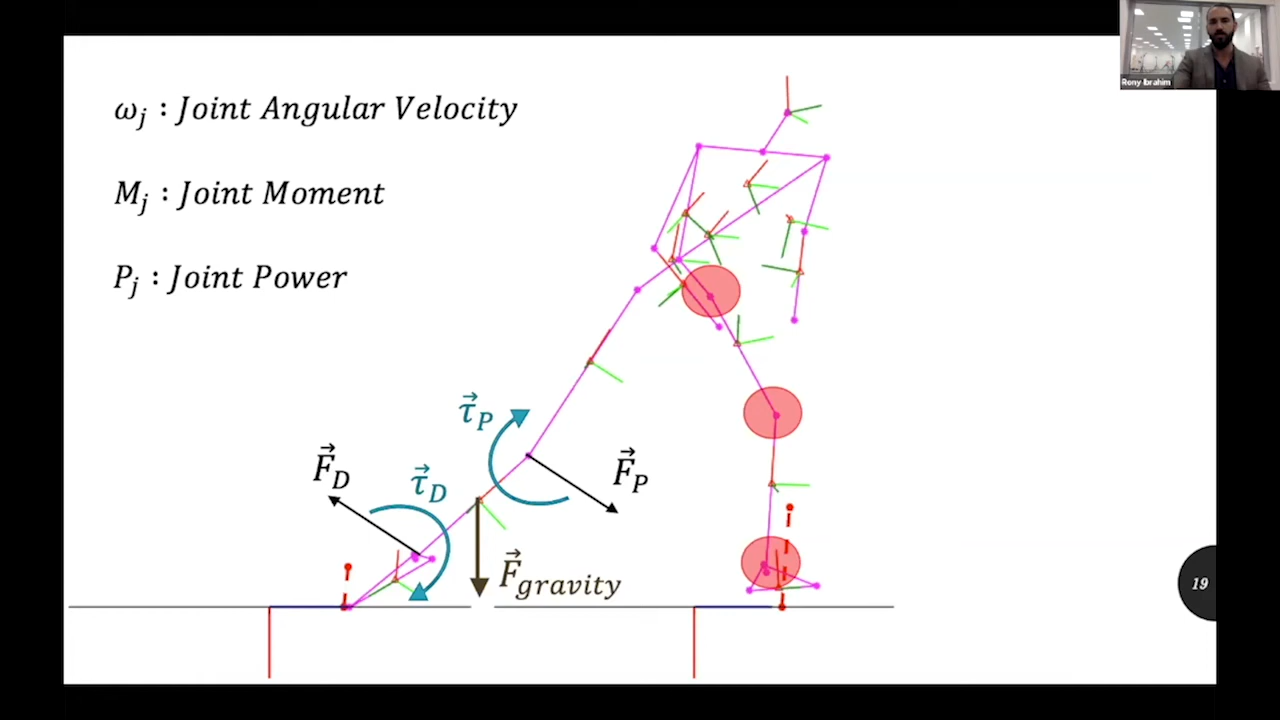 ω_j : Joint Angular Velocity
M_j : Joint Moment
P_j : Joint Power
Rony Ibrahim
τ⃗_P
F⃗_D
τ⃗_D
F⃗_P
F⃗_gravity
19